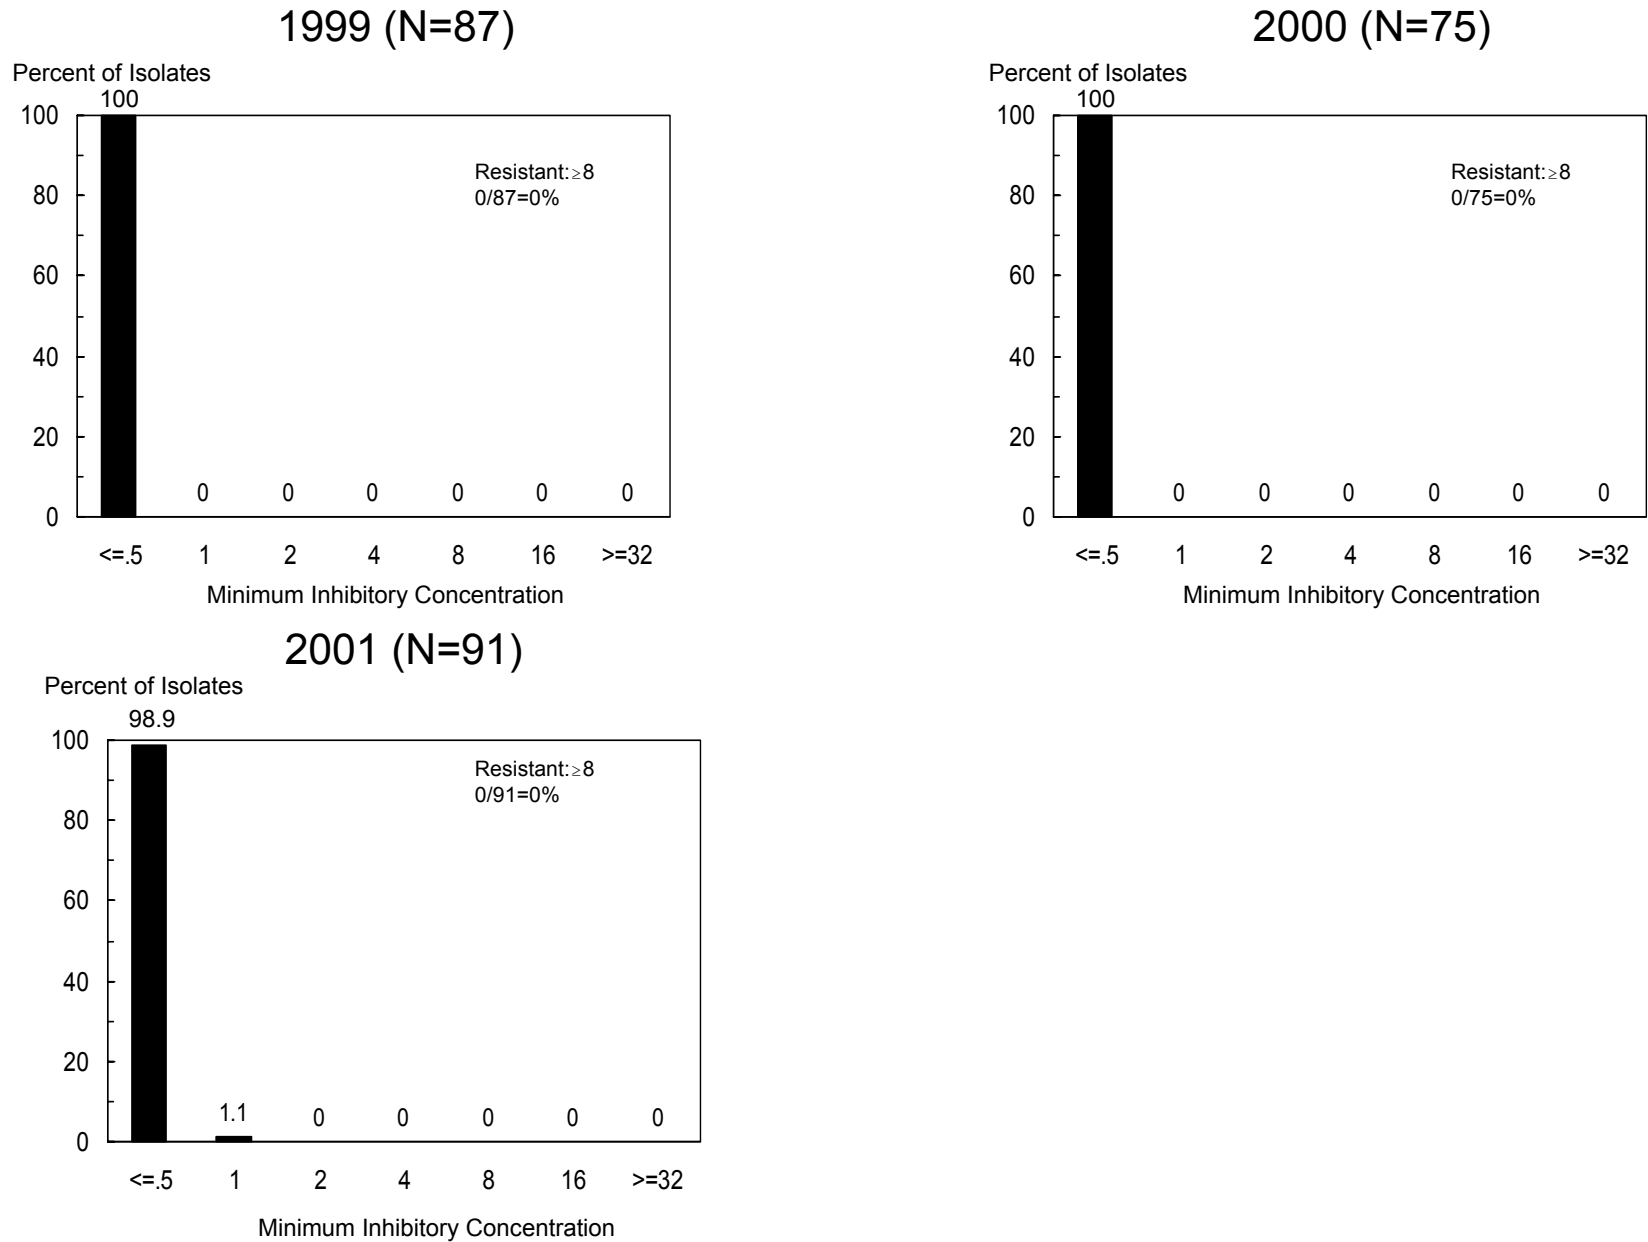 1999 (N=87)
Percent of Isolates
100
100
80
60
40
20
0
Resistant:≥8
0/87=0%
0 0 0 0 0 0
<=.5 1 2 4 8 16 >=32
Minimum Inhibitory Concentration
2000 (N=75)
Percent of Isolates
100
100
80
60
40
20
0
Resistant:≥8
0/75=0%
0 0 0 0 0 0
<=.5 1 2 4 8 16 >=32
Minimum Inhibitory Concentration
2001 (N=91)
Percent of Isolates
98.9
100
80
60
40
20
0
Resistant:≥8
0/91=0%
1.1 0 0 0 0 0
<=.5 1 2 4 8 16 >=32
Minimum Inhibitory Concentration